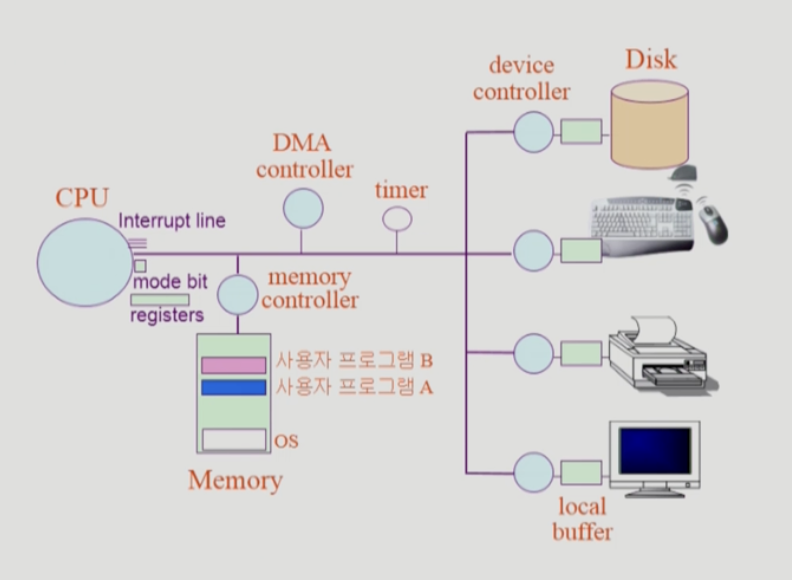 device
controller
Disk
DMA
controller
timer
CPU
Interrupt line
mode bit
registers
memory
controller
사용자 프로그램 B
사용자 프로그램 A
OS
Memory
local
buffer